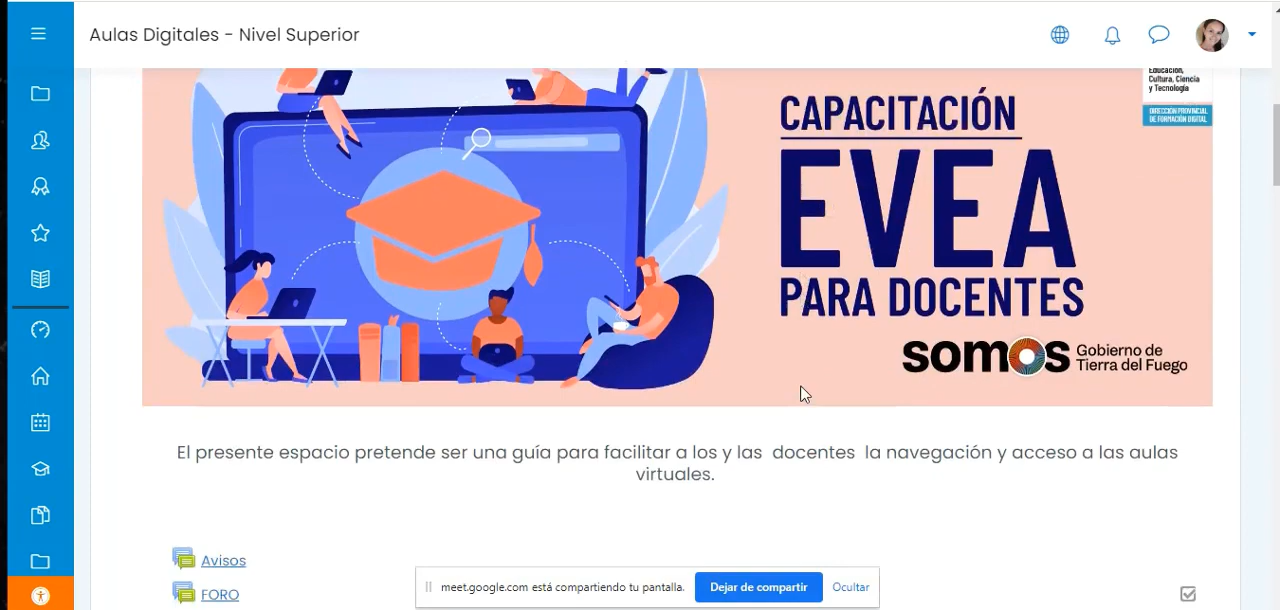 Aulas Digitales - Nivel Superior
Educación,
Cultura, Ciencia
y Tecnología
DIRECCIÓN PROVINCIAL
DE FORMACIÓN DIGITAL
CAPACITACIÓN
EVEA
PARA DOCENTES
somos Gobierno de
Tierra del Fuego
El presente espacio pretende ser una guía para facilitar a los y las docentes la navegación y acceso a las aulas
virtuales.
Avisos
FORO
meet.google.com está compartiendo tu pantalla. Dejar de compartir Ocultar